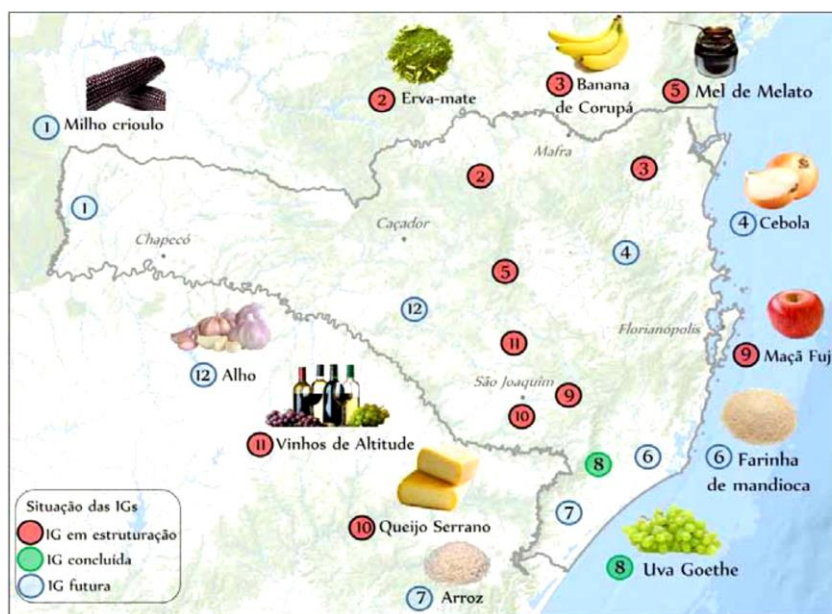 2 Erva-mate
3 Banana
de Corupá
5 Mel de Melato
1 Milho crioulo
Mafra
2
3
1
Caçador
4 Cebola
Chapecó
4
5
12
Florianópolis
11
9 Maçã Fuji
12 Alho
São Joaquim
9
10
11 Vinhos de Altitude
8
6
6 Farinha
de mandioca
Situação das IGs
IG em estruturação
IG concluída
IG futura
7
10 Queijo Serrano
8 Uva Goethe
7 Arroz